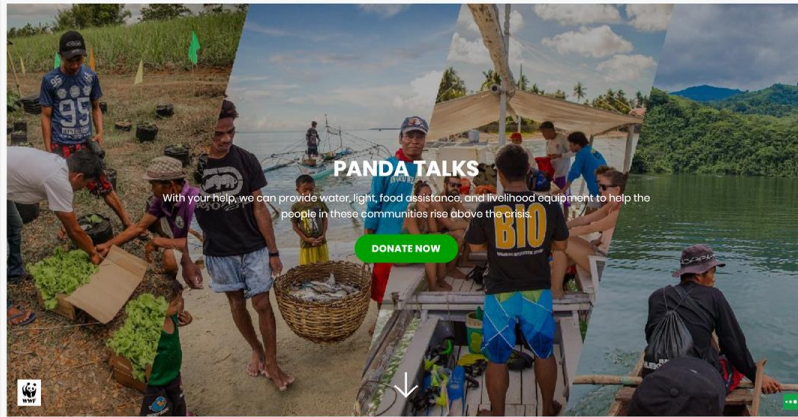 PANDA TALKS
With your help, we can provide water, light, food assistance, and livelihood equipment to help the
people in these communities rise above the crisis.
DONATE NOW
95
BIO
WWF